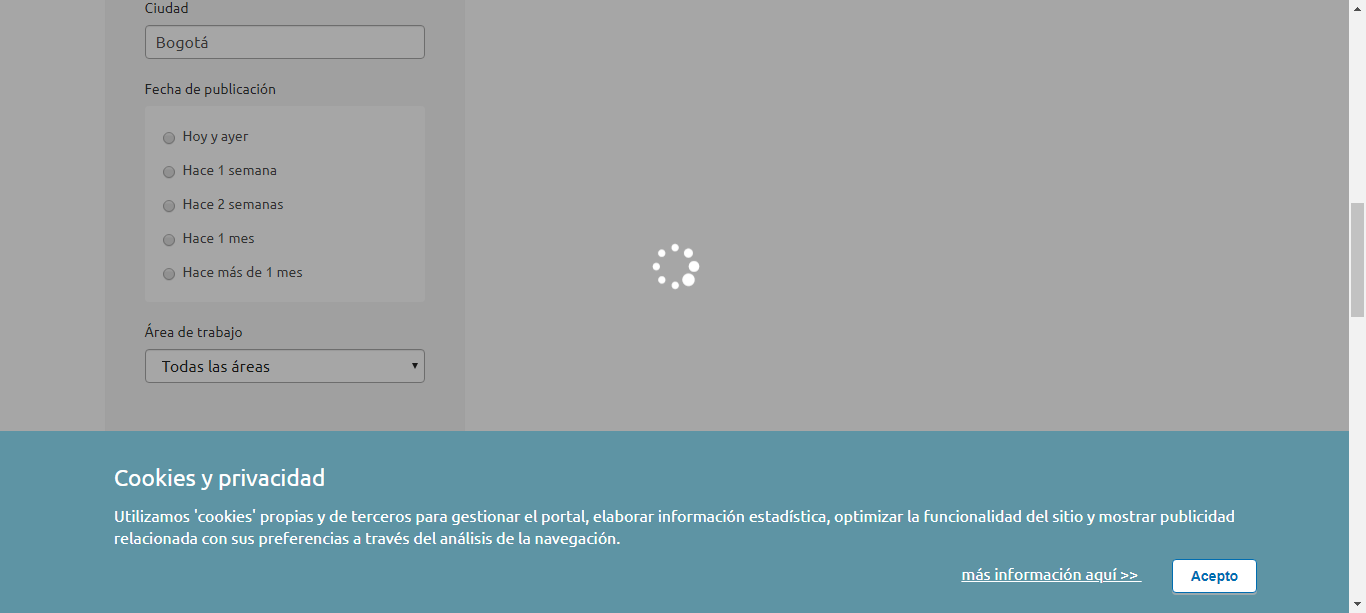 Ciudad
Bogotá
Fecha de publicación
Hoy y ayer
Hace 1 semana
Hace 2 semanas
Hace 1 mes
Hace más de 1 mes
Área de trabajo
Todas las áreas
Cookies y privacidad
Utilizamos 'cookies' propias y de terceros para gestionar el portal, elaborar información estadística, optimizar la funcionalidad del sitio y mostrar publicidad
relacionada con sus preferencias a través del análisis de la navegación.
más información aquí >>
Acepto